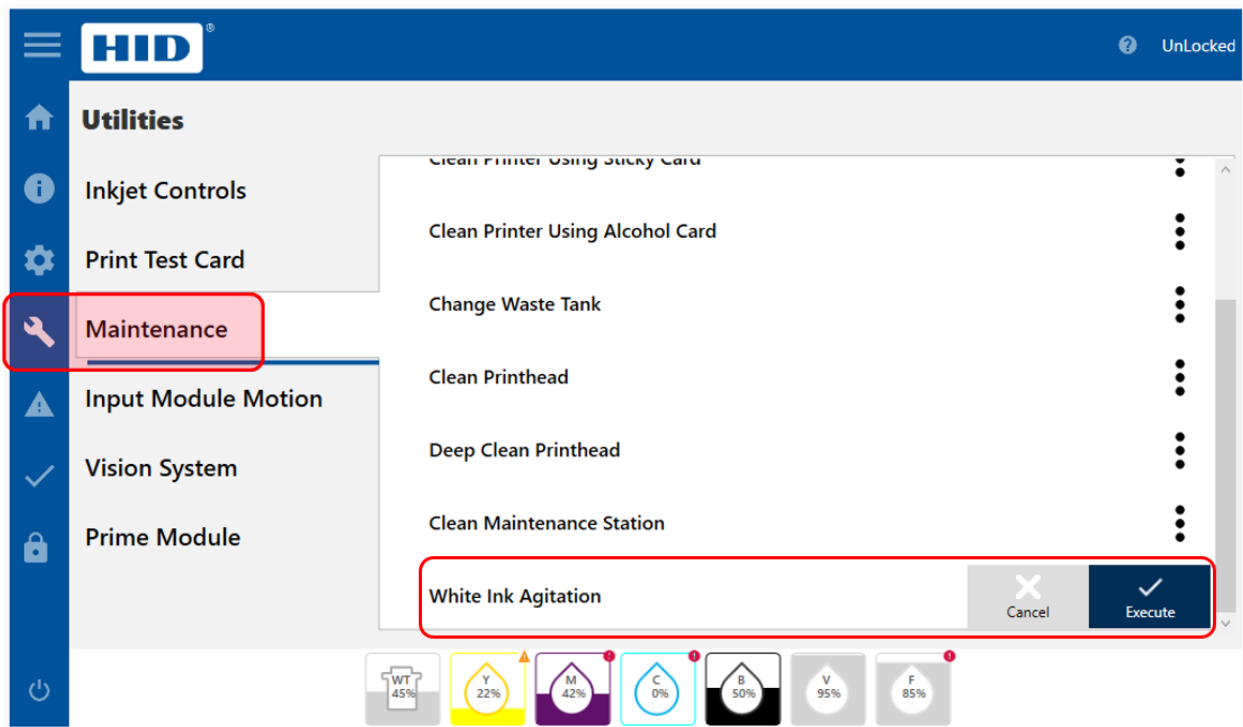 HID®
UnLocked
Utilities
Inkjet Controls
Print Test Card
Maintenance
Input Module Motion
Vision System
Prime Module
Clean Printer Using Sticky Card
Clean Printer Using Alcohol Card
Change Waste Tank
Clean Printhead
Deep Clean Printhead
Clean Maintenance Station
White Ink Agitation
Cancel
Execute
WT
45%
Y
22%
M
42%
C
0%
B
50%
V
95%
F
85%